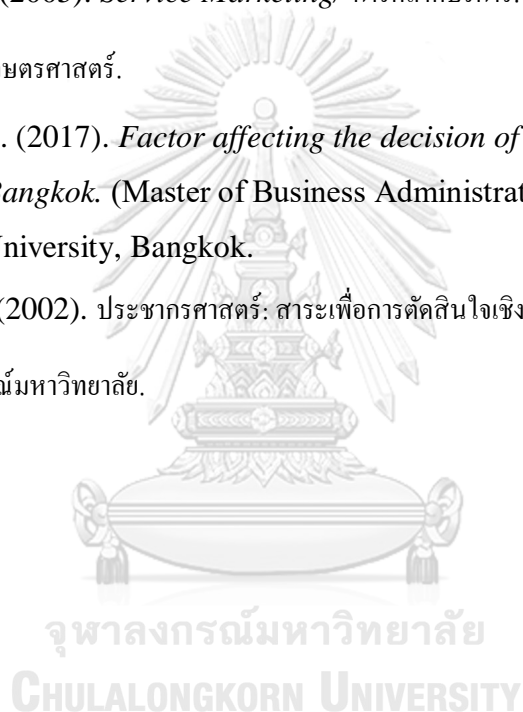 (2005). Service Marketing/
ษตรศาสตร์.
. (2017). Factor affecting the decision of
Bangkok. (Master of Business Administrat
University, Bangkok.
(2002). ประชากรศาสตร์: สาระเพื่อการตัดสินใจเชิง
ณ์มหาวิทยาลัย.
จุฬาลงกรณ์มหาวิทยาลัย
CHULALONGKORN UNIVERSITY